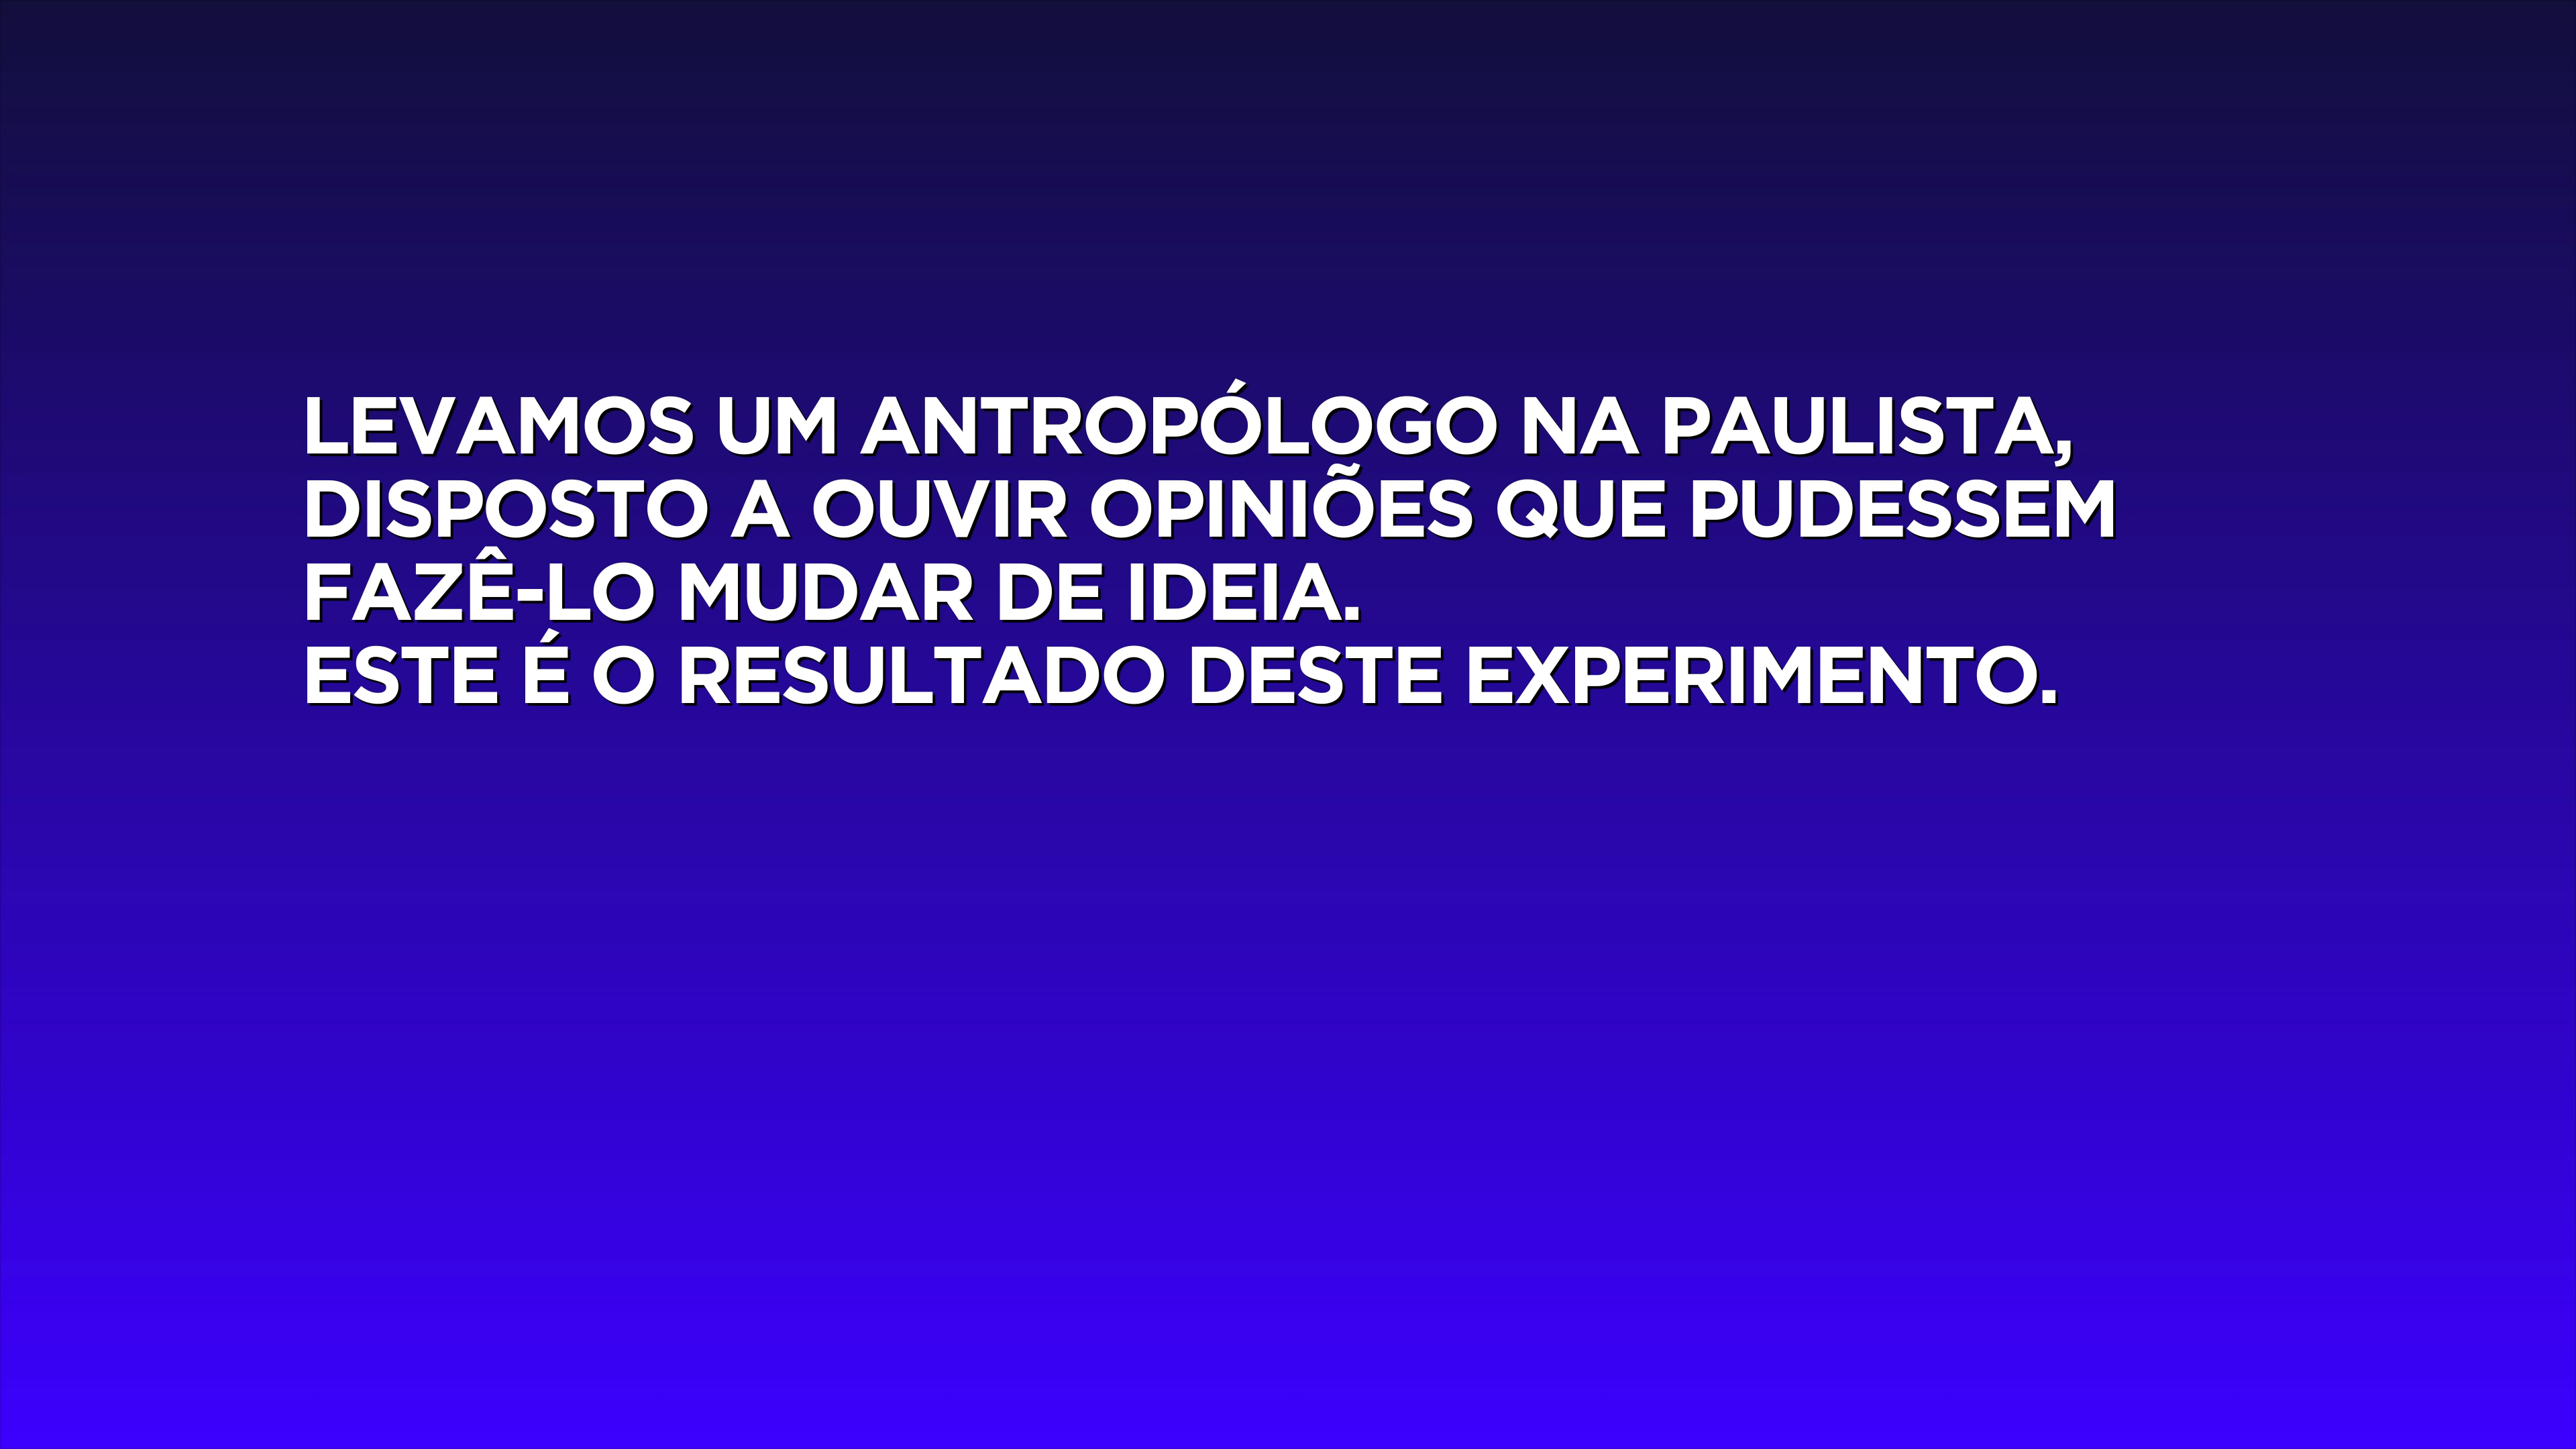 LEVAMOS UM ANTROPÓLOGO NA PAULISTA,
DISPOSTO A OUVIR OPINIÕES QUE PUDESSEM
FAZÊ-LO MUDAR DE IDEIA.
ESTE É O RESULTADO DESTE EXPERIMENTO.